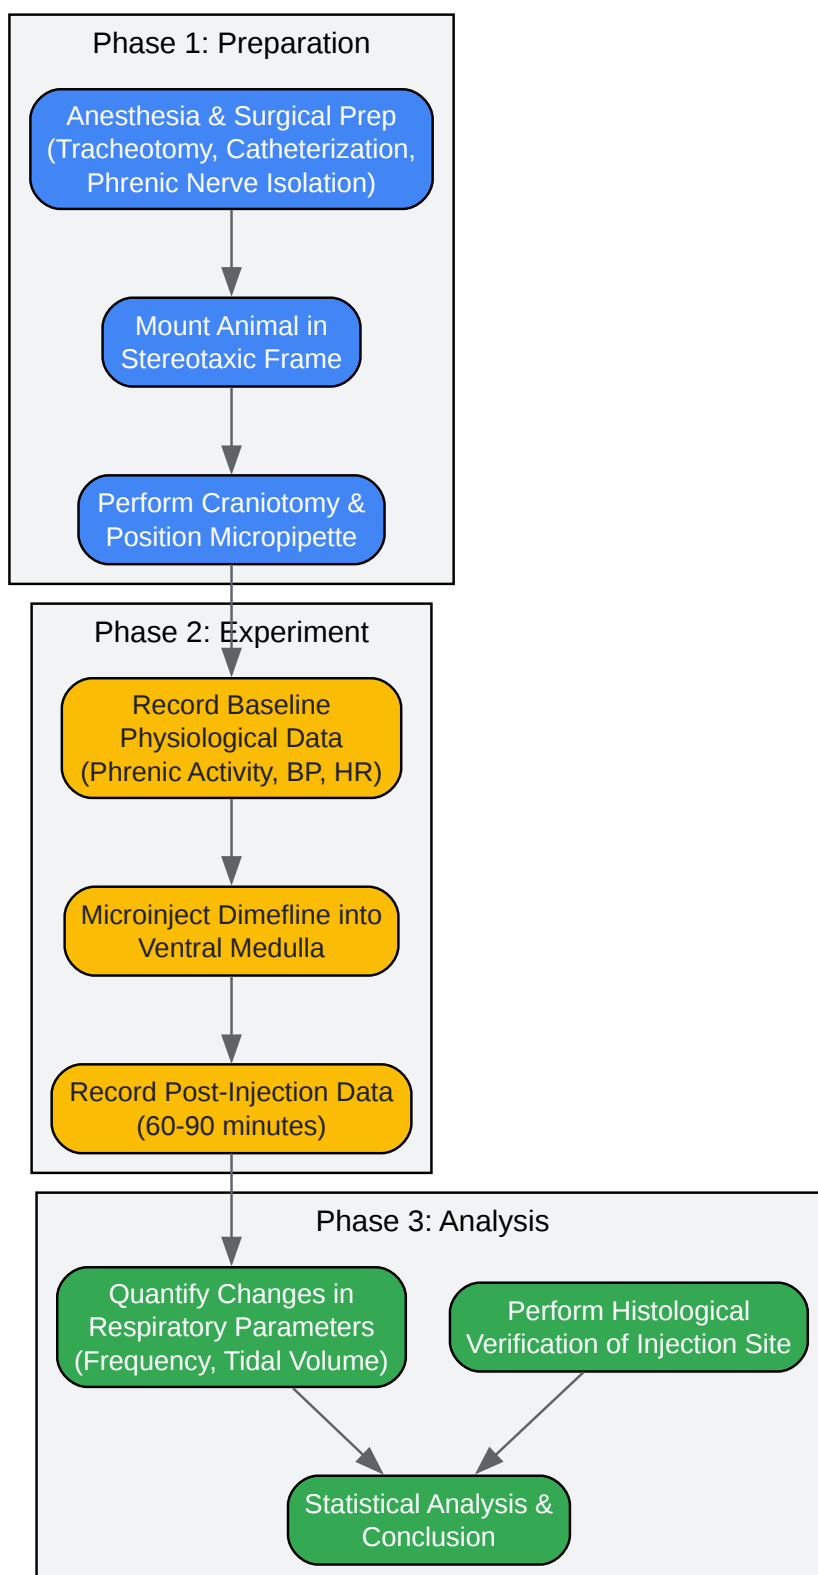 Phase 1: Preparation
Anesthesia & Surgical Prep
(Tracheotomy, Catheterization,
Phrenic Nerve Isolation)
Mount Animal in
Stereotaxic Frame
Perform Craniotomy &
Position Micropipette
Phase 2: Experiment
Record Baseline
Physiological Data
(Phrenic Activity, BP, HR)
Microinject Dimefline into
Ventral Medulla
Record Post-Injection Data
(60-90 minutes)
Phase 3: Analysis
Quantify Changes in
Respiratory Parameters
(Frequency, Tidal Volume)
Perform Histological
Verification of Injection Site
Statistical Analysis &
Conclusion